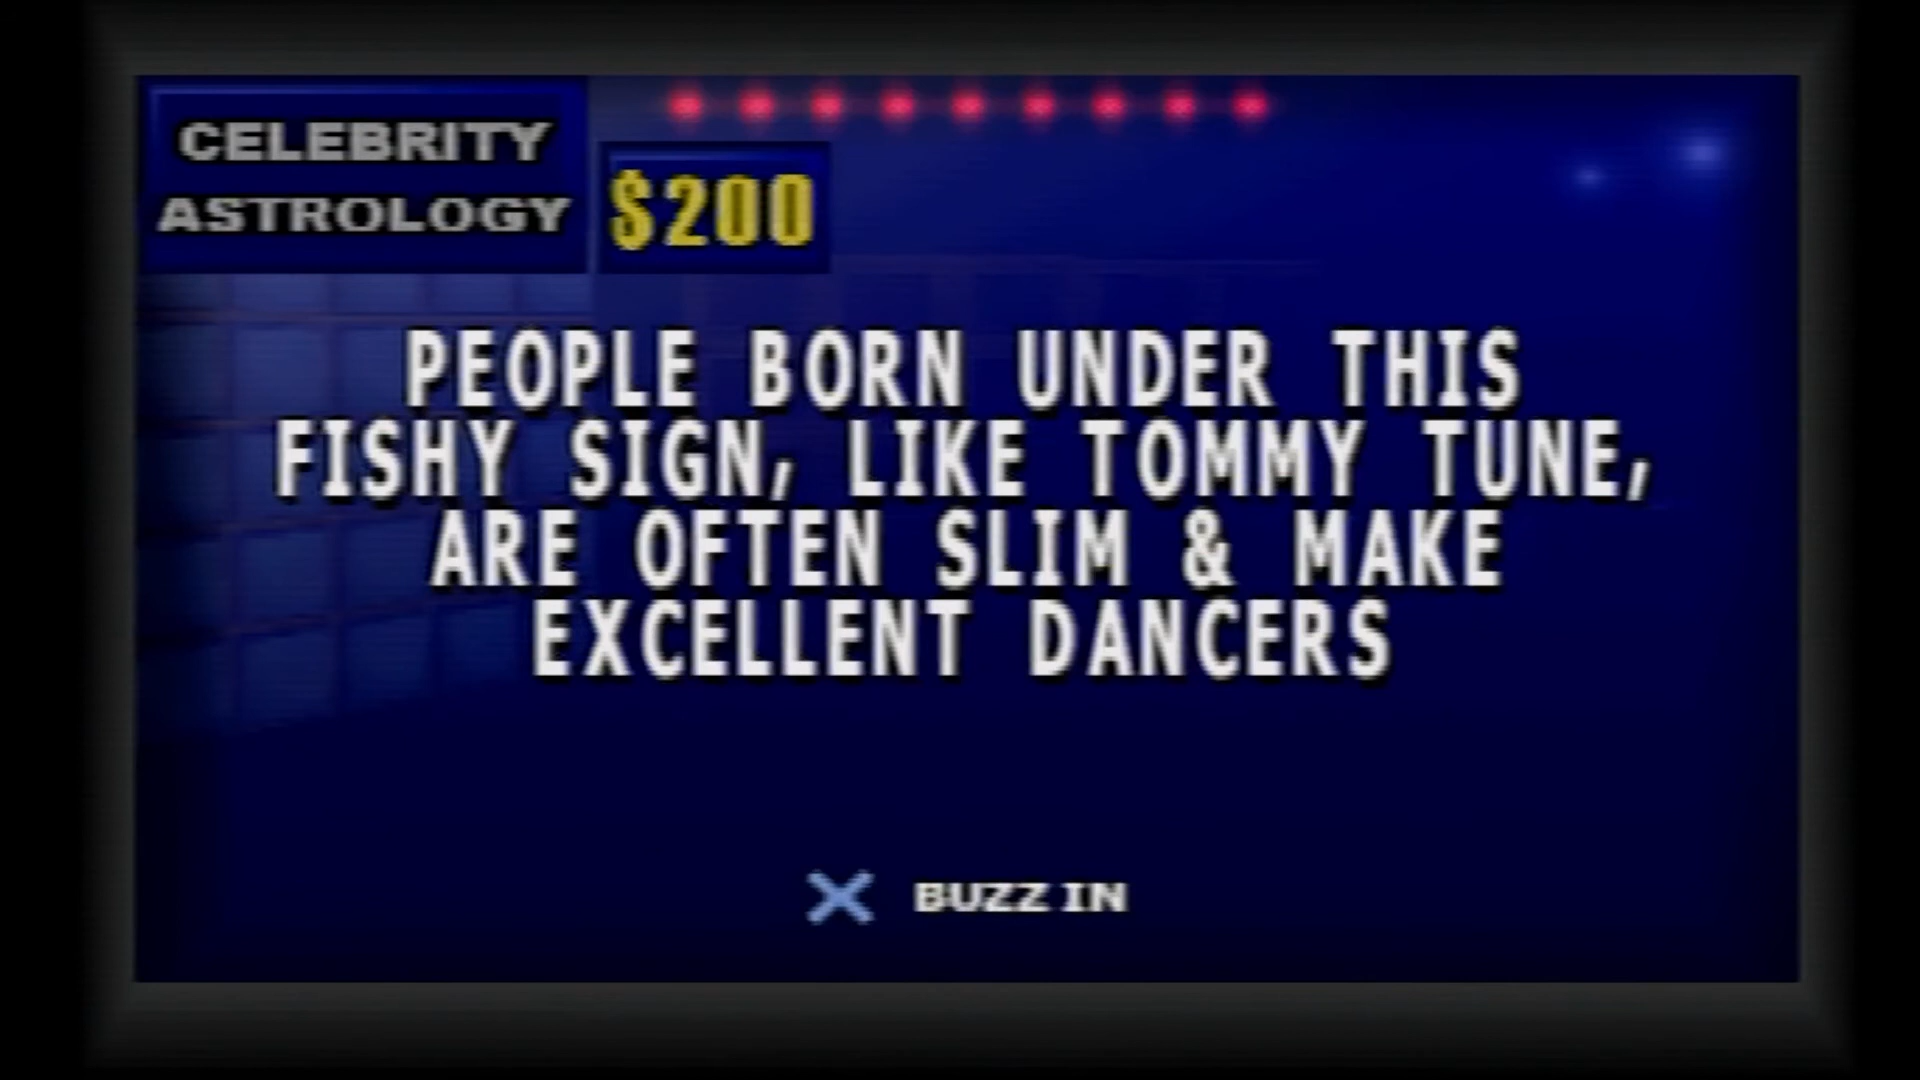 CELEBRITY
ASTROLOGY
$200
PEOPLE BORN UNDER THIS
FISHY SIGN, LIKE TOMMY TUNE,
ARE OFTEN SLIM & MAKE
EXCELLENT DANCERS
BUZZ IN